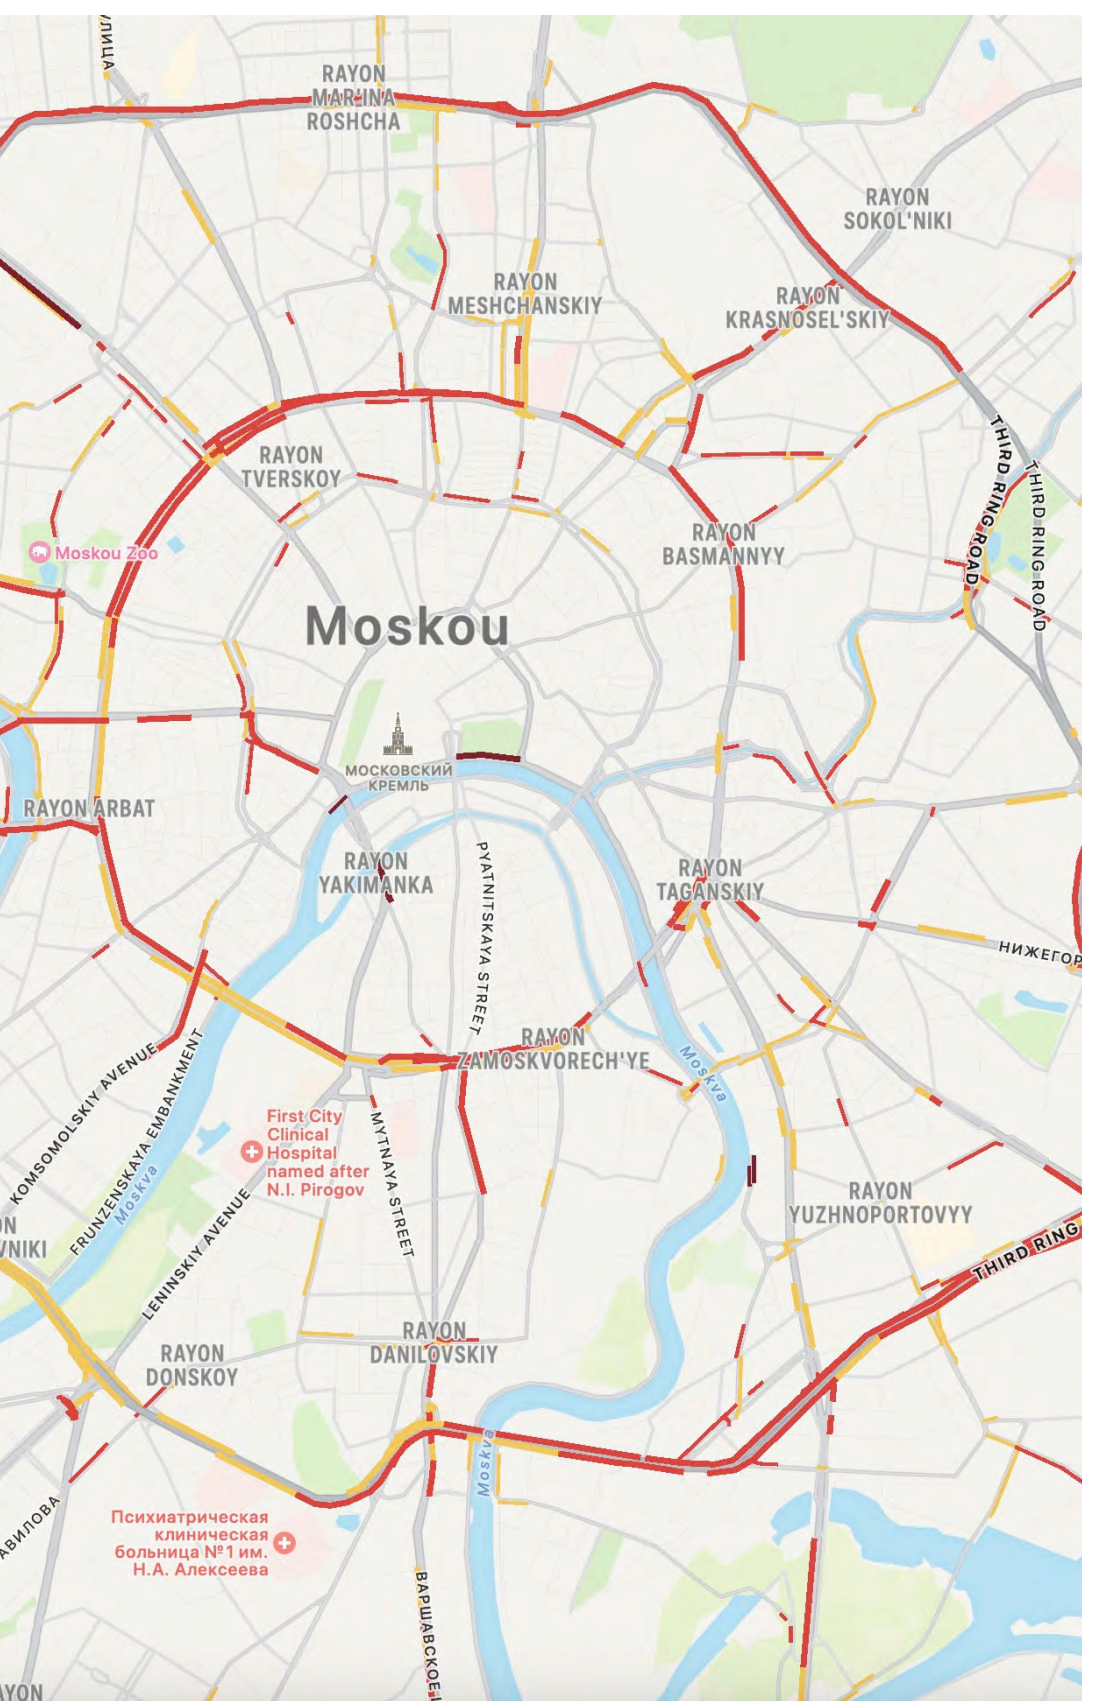 УЛИЦА
RAYON
MAR'INA
ROSHCHA
RAYON
SOKOL'NIKI
RAYON
MESHCHANSKIY
RAYON
KRASNOSEL'SKIY
THIRD RING ROAD
THIRD RING ROAD
RAYON
TVERSKOY
RAYON
BASMANNYY
Moskou Zoo
Moskou
МОСКОВСКИЙ
КРЕМЛЬ
RAYON ARBAT
RAYON
YAKIMANKA
PYATNITSKAYA STREET
RAYON
TAGANSKIY
НИЖЕГОР
RAYON
ZAMOSKVORECH'YE
Moskva
KOMSOMOLSKIY AVENUE
FRUNZENSKAYA EMBANKMENT
Moskva
First City
Clinical
Hospital
named after
N.I. Pirogov
MYTNAYA STREET
LENINSKIY AVENUE
RAYON
YUZHNOPORTOVYY
ON
VNIKI
THIRD RING
RAYON
DANILOVSKIY
RAYON
DONSKOY
Moskva
АВИЛОВА
Психиатрическая
клиническая
больница №1 им.
Н.А. Алексеева
ВАРШАВСКОЕ
YON